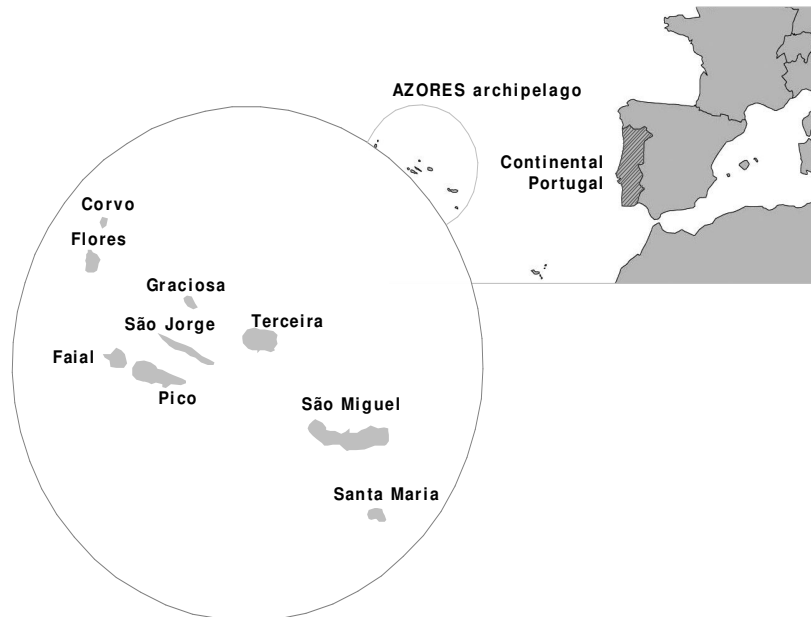 AZORES archipelago
Continental
Portugal
Corvo
Flores
Graciosa
São Jorge
Terceira
Faial
Pico
São Miguel
Santa Maria